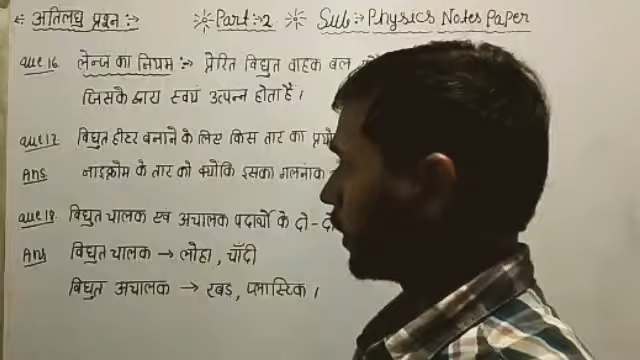 अतिलघु प्रश्न :→ Part :→ 2 Sub :→ Physics Notes Paper
que 16. लेन्ज का नियम :→ प्रेरित विद्युत वाहक बल
जिसके द्वारा स्वयं उत्पन्न होता है।
que 17. विद्युत हीटर बनाने के लिए किस तार का
Ans नाइक्रोम के तार को क्योकि इसका गलनांक
que 18. विद्युत चालक एव अचालक पदार्थो के दो-
Ans विद्युत चालक → लोहा, चाँदी
विद्युत अचालक → रबड, प्लास्टिक।